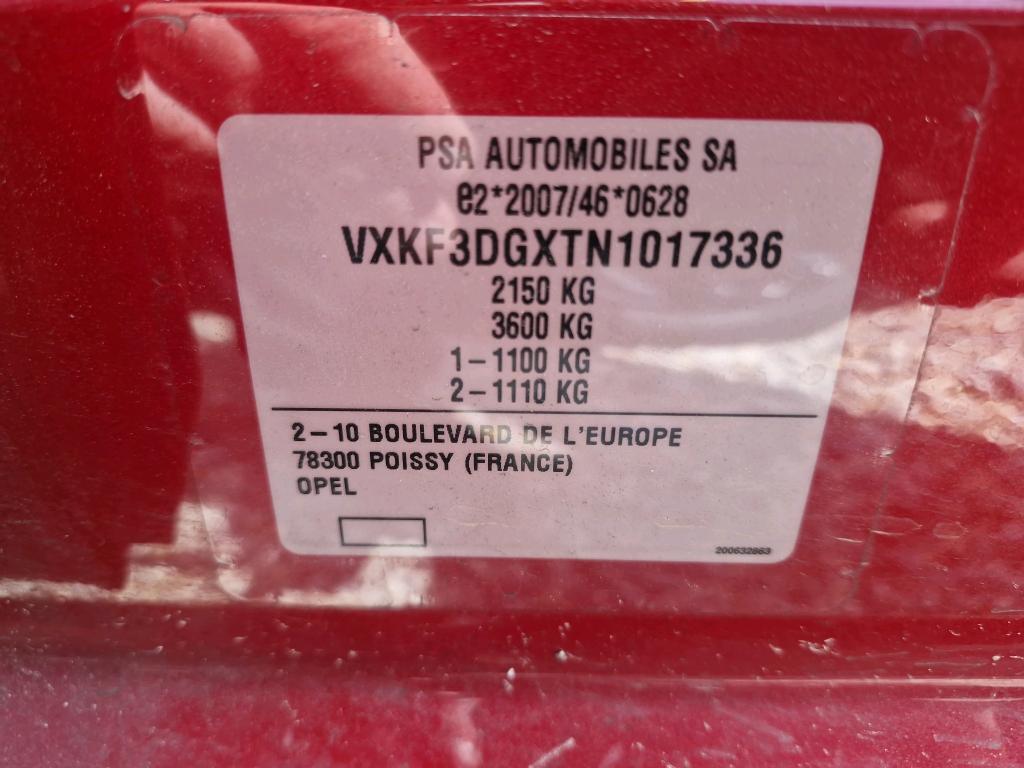 PSA AUTOMOBILES SA
e2*2007/46*0628
VXKF3DGXTN1017336
2150 KG
3600 KG
1-1100 KG
2-1110 KG
2-10 BOULEVARD DE L'EUROPE
78300 POISSY (FRANCE)
OPEL
200632863